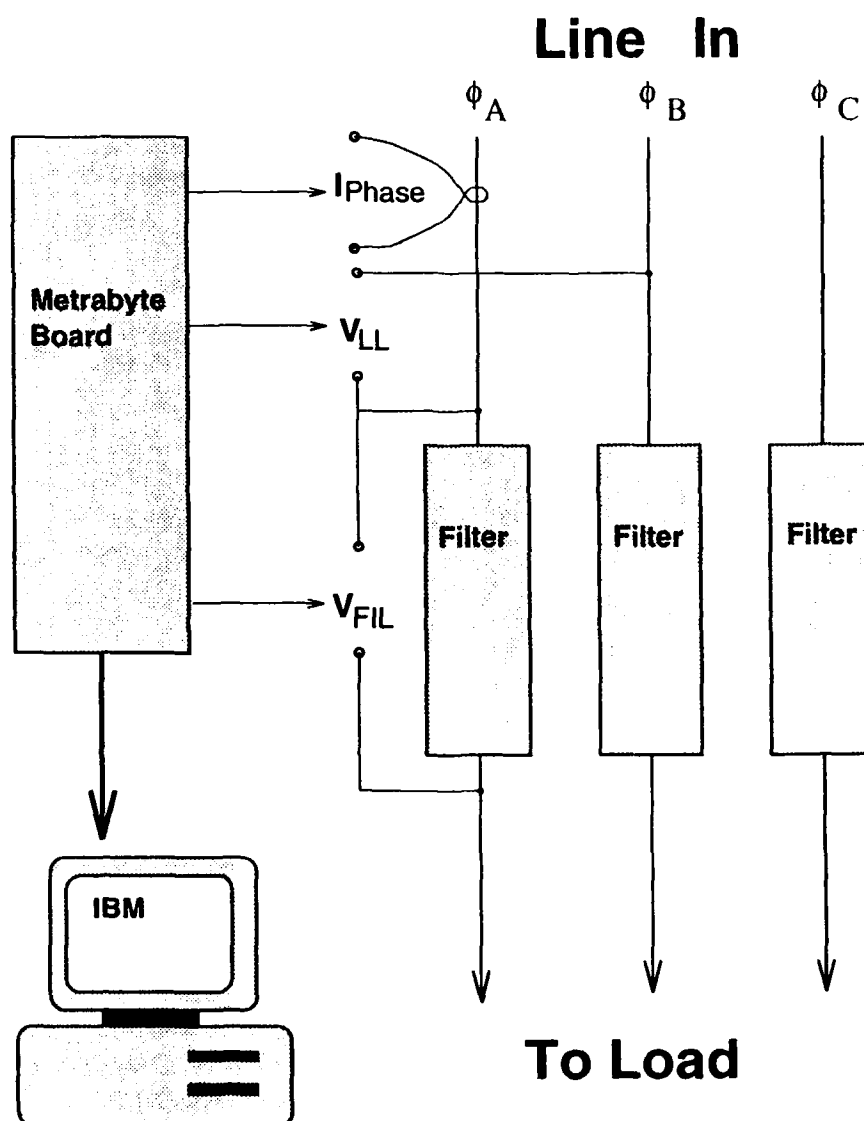 Line In
ϕA ϕB ϕC
IPhase
Metrabyte
Board
VLL
Filter Filter Filter
VFIL
IBM
To Load